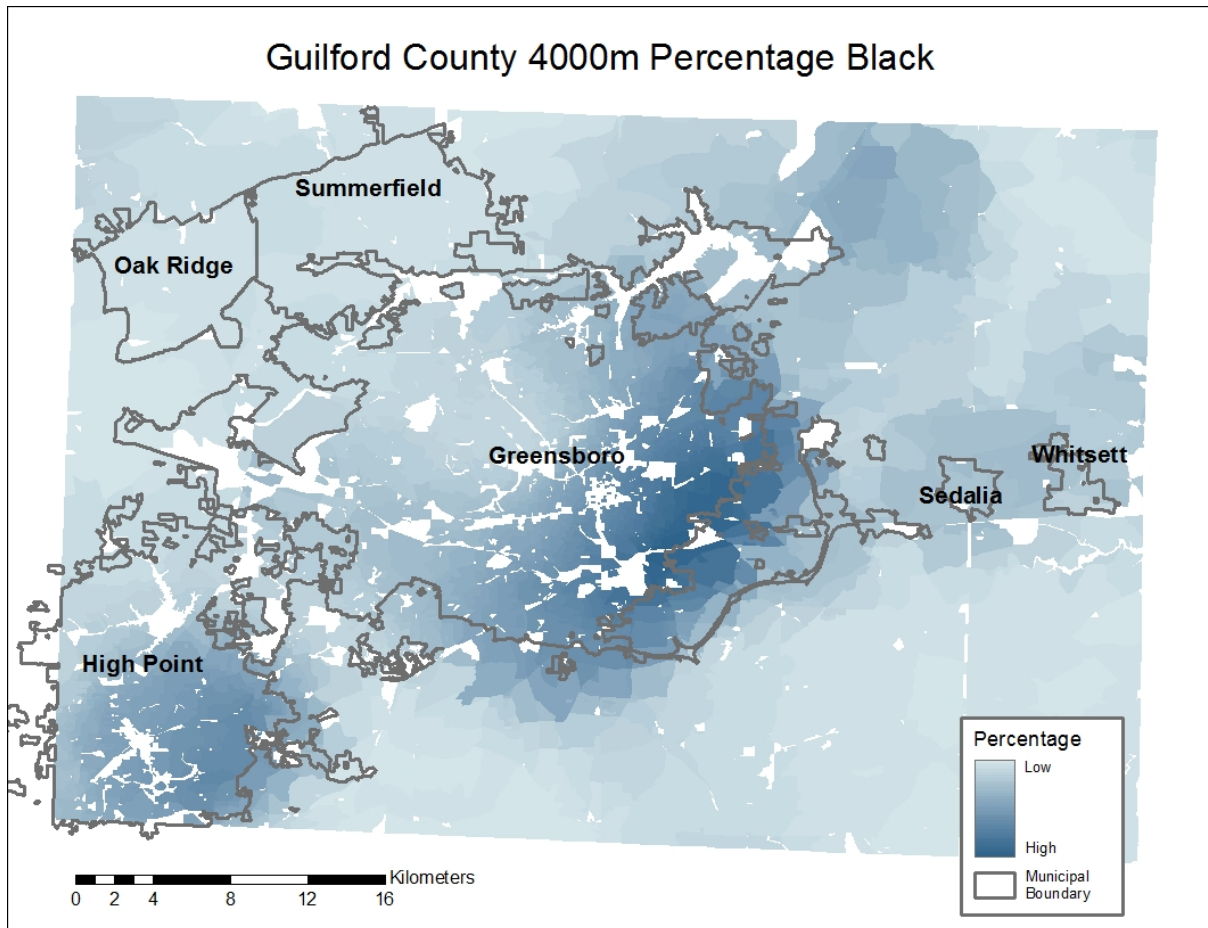 Guilford County 4000m Percentage Black
Summerfield
Oak Ridge
Greensboro
Whitsett
Sedalia
High Point
Percentage
Low
High
Municipal
Boundary
Kilometers
0 2 4 8 12 16